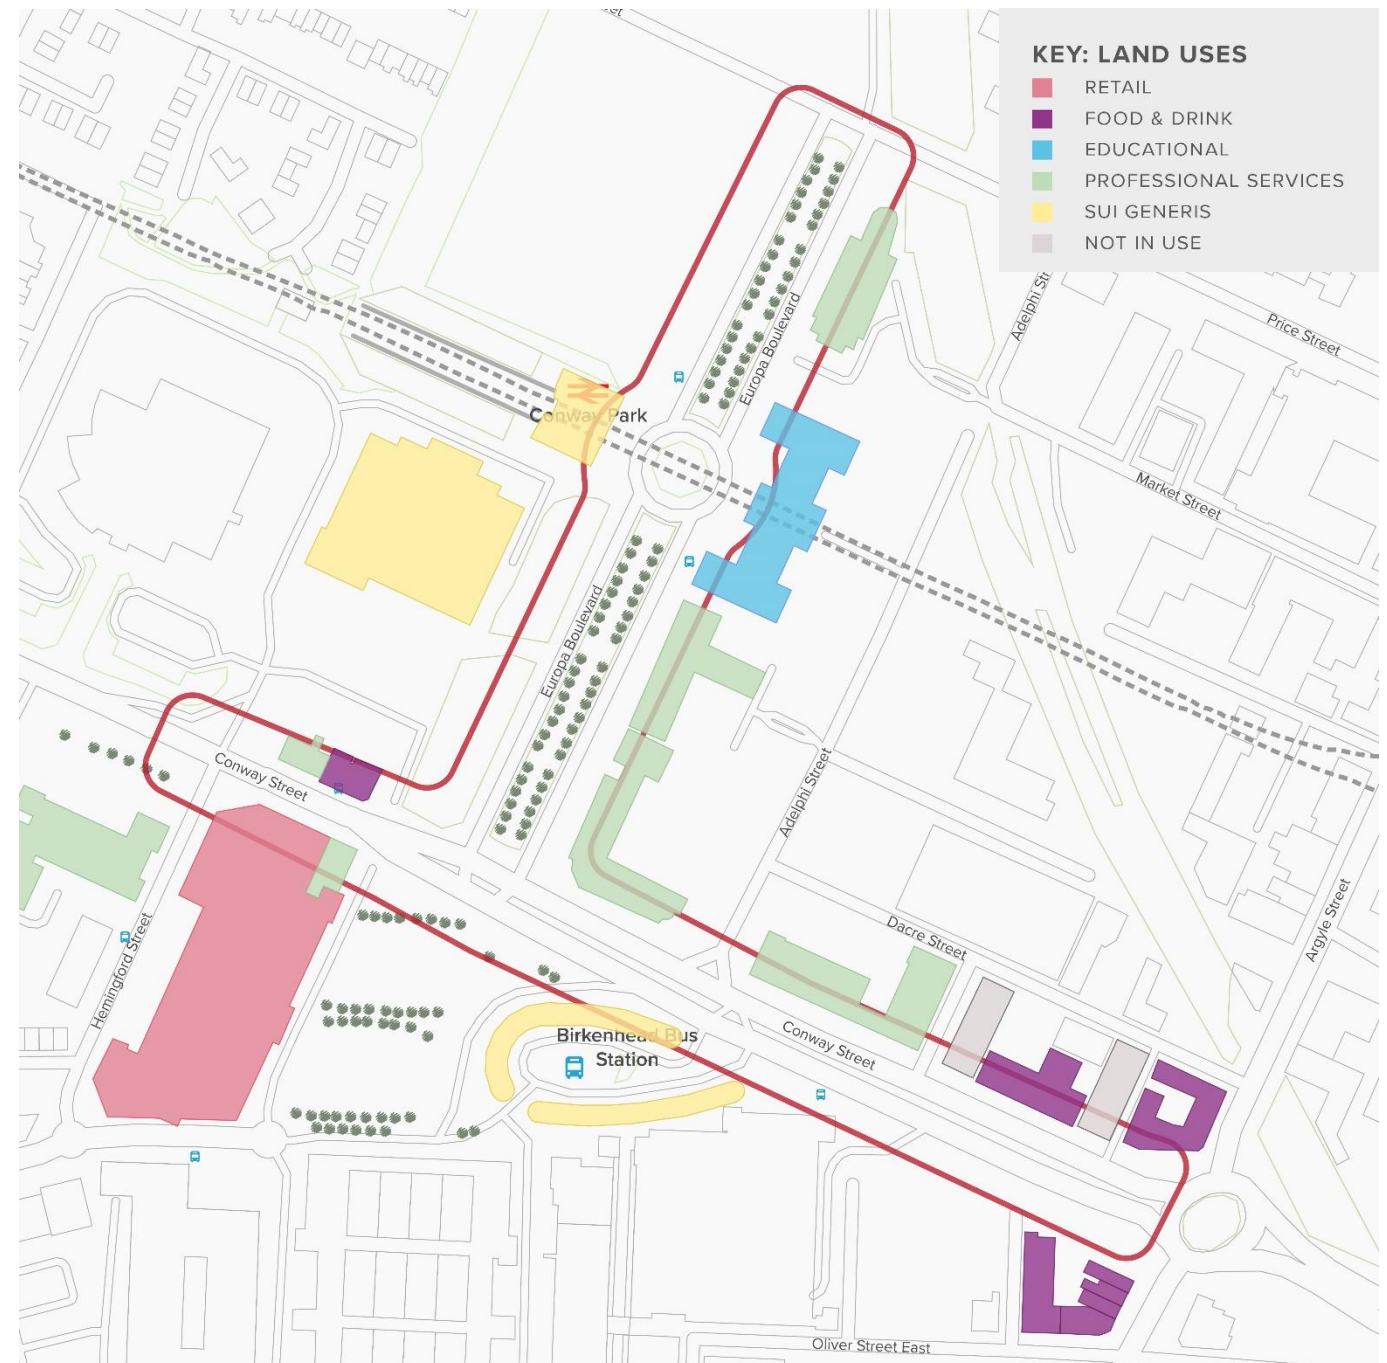 KEY: LAND USES
RETAIL
FOOD & DRINK
EDUCATIONAL
PROFESSIONAL SERVICES
SUI GENERIS
NOT IN USE
Price Street
Europa Boulevard
Conway Park
Market Street
Europa Boulevard
Conway Street
Adelphi Street
Argyle Street
Dacre Street
Hemingford Street
Birkenhead Bus
Station
Conway Street
Oliver Street East